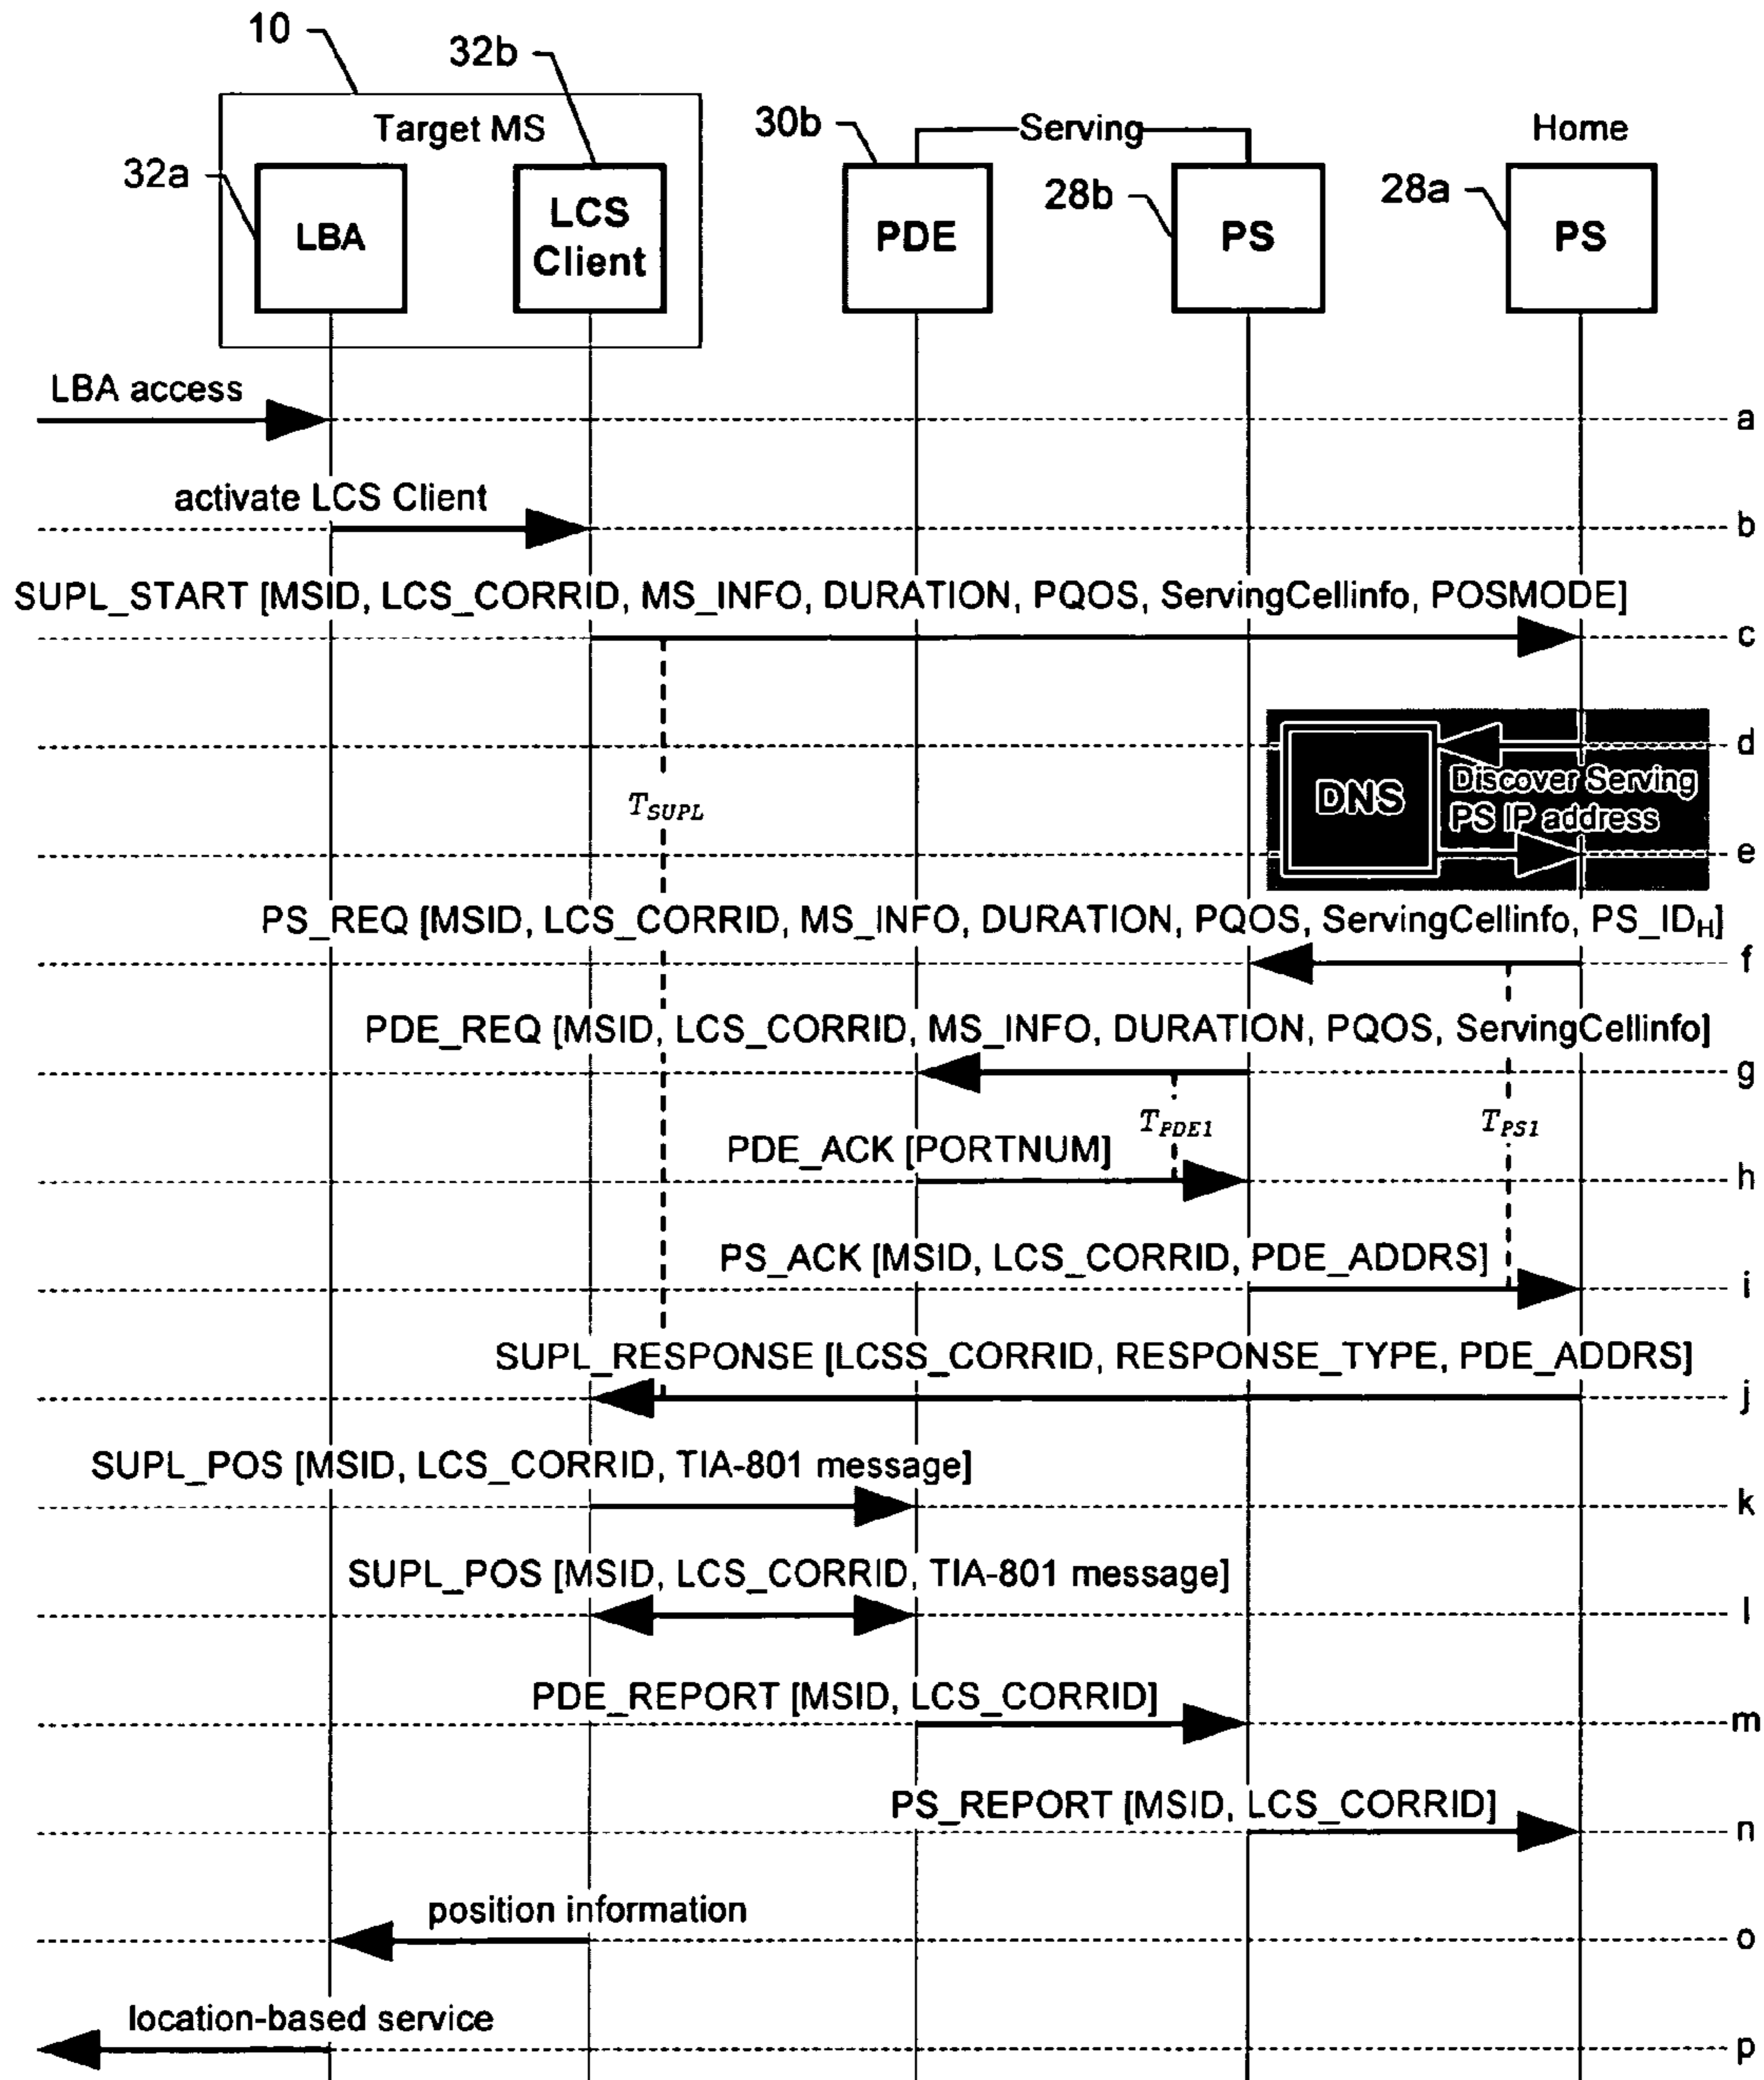 10
32b
Target MS
30b
Serving
Home
32a
28b
28a
LBA
LCS
Client
PDE
PS
PS
LBA access
a
activate LCS Client
b
SUPL_START [MSID, LCS_CORRID, MS_INFO, DURATION, PQOS, ServingCellinfo, POSMODE]
c
d
DNS
Discover Serving
PS IP address
T_SUPL
e
PS_REQ [MSID, LCS_CORRID, MS_INFO, DURATION, PQOS, ServingCellinfo, PS_ID_H]
f
PDE_REQ [MSID, LCS_CORRID, MS_INFO, DURATION, PQOS, ServingCellinfo]
g
T_PDE1
T_PS1
PDE_ACK [PORTNUM]
h
PS_ACK [MSID, LCS_CORRID, PDE_ADDRS]
i
SUPL_RESPONSE [LCSS_CORRID, RESPONSE_TYPE, PDE_ADDRS]
j
SUPL_POS [MSID, LCS_CORRID, TIA-801 message]
k
SUPL_POS [MSID, LCS_CORRID, TIA-801 message]
l
PDE_REPORT [MSID, LCS_CORRID]
m
PS_REPORT [MSID, LCS_CORRID]
n
position information
o
location-based service
p